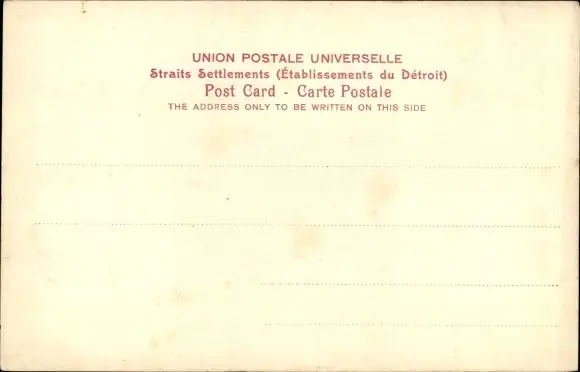 UNION POSTALE UNIVERSELLE
Straits Settlements (Établissements du Détroit)
Post Card - Carte Postale
THE ADDRESS ONLY TO BE WRITTEN ON THIS SIDE